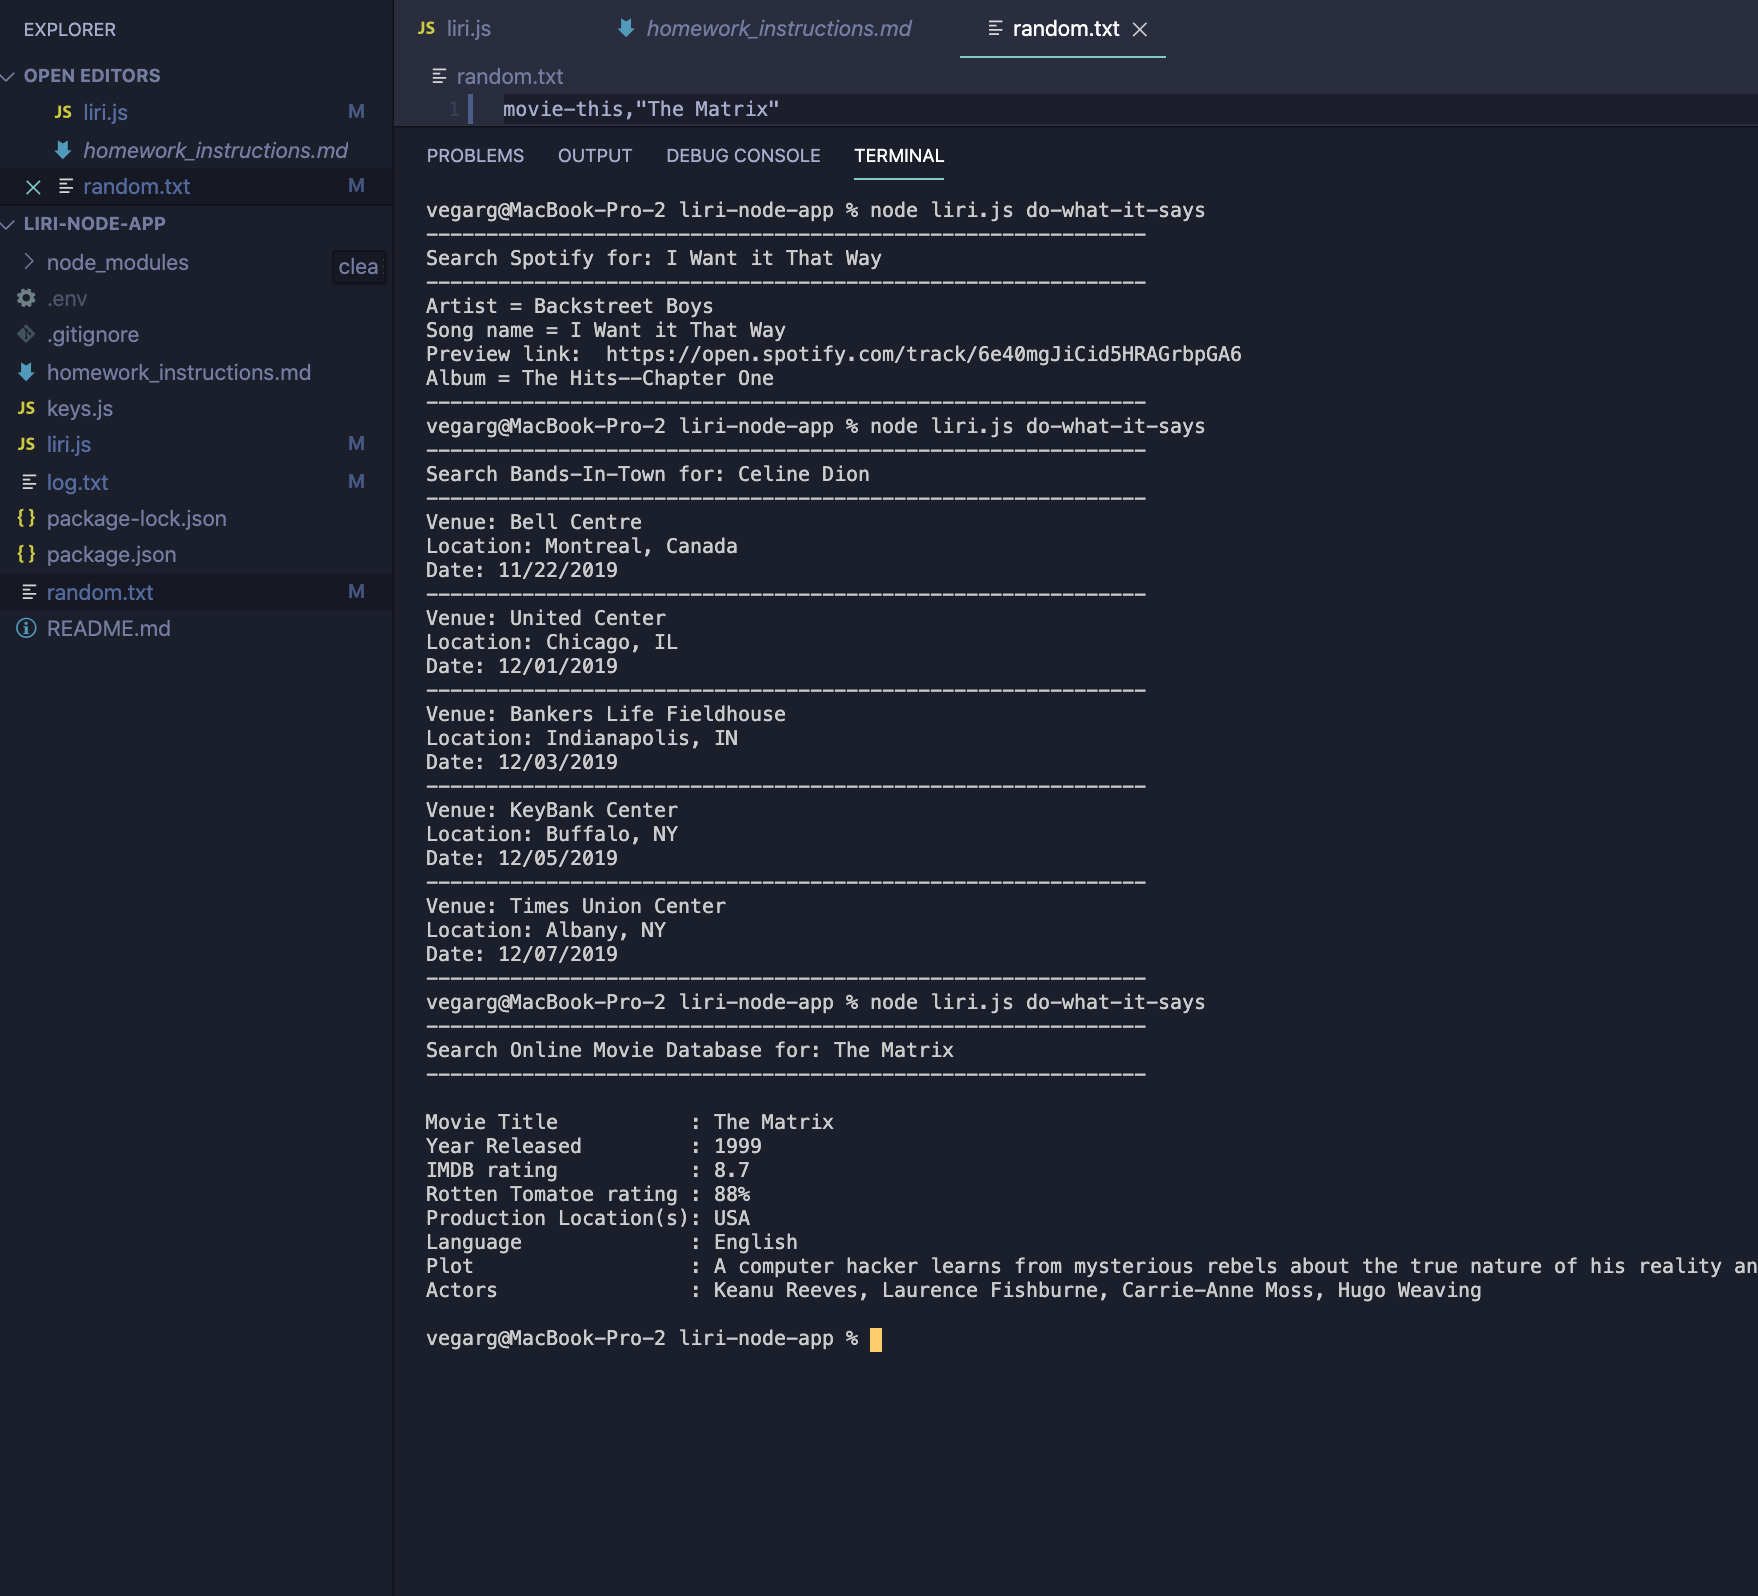 EXPLORER
OPEN EDITORS
JS liri.js M
homework_instructions.md
random.txt M
LIRI-NODE-APP
node_modules
clea
.env
.gitignore
homework_instructions.md
JS keys.js
JS liri.js M
log.txt M
{} package-lock.json
{} package.json
random.txt M
README.md
JS liri.js homework_instructions.md random.txt
random.txt
1 movie-this,"The Matrix"
PROBLEMS OUTPUT DEBUG CONSOLE TERMINAL
vegarg@MacBook-Pro-2 liri-node-app % node liri.js do-what-it-says
------------------------------------------------------------
Search Spotify for: I Want it That Way
------------------------------------------------------------
Artist = Backstreet Boys
Song name = I Want it That Way
Preview link:  https://open.spotify.com/track/6e40mgJiCid5HRAGrbpGA6
Album = The Hits--Chapter One
------------------------------------------------------------
vegarg@MacBook-Pro-2 liri-node-app % node liri.js do-what-it-says
------------------------------------------------------------
Search Bands-In-Town for: Celine Dion
------------------------------------------------------------
Venue: Bell Centre
Location: Montreal, Canada
Date: 11/22/2019
------------------------------------------------------------
Venue: United Center
Location: Chicago, IL
Date: 12/01/2019
------------------------------------------------------------
Venue: Bankers Life Fieldhouse
Location: Indianapolis, IN
Date: 12/03/2019
------------------------------------------------------------
Venue: KeyBank Center
Location: Buffalo, NY
Date: 12/05/2019
------------------------------------------------------------
Venue: Times Union Center
Location: Albany, NY
Date: 12/07/2019
------------------------------------------------------------
vegarg@MacBook-Pro-2 liri-node-app % node liri.js do-what-it-says
------------------------------------------------------------
Search Online Movie Database for: The Matrix
------------------------------------------------------------
Movie Title           : The Matrix
Year Released         : 1999
IMDB rating           : 8.7
Rotten Tomatoe rating : 88%
Production Location(s): USA
Language              : English
Plot                  : A computer hacker learns from mysterious rebels about the true nature of his reality an
Actors                : Keanu Reeves, Laurence Fishburne, Carrie-Anne Moss, Hugo Weaving
vegarg@MacBook-Pro-2 liri-node-app %